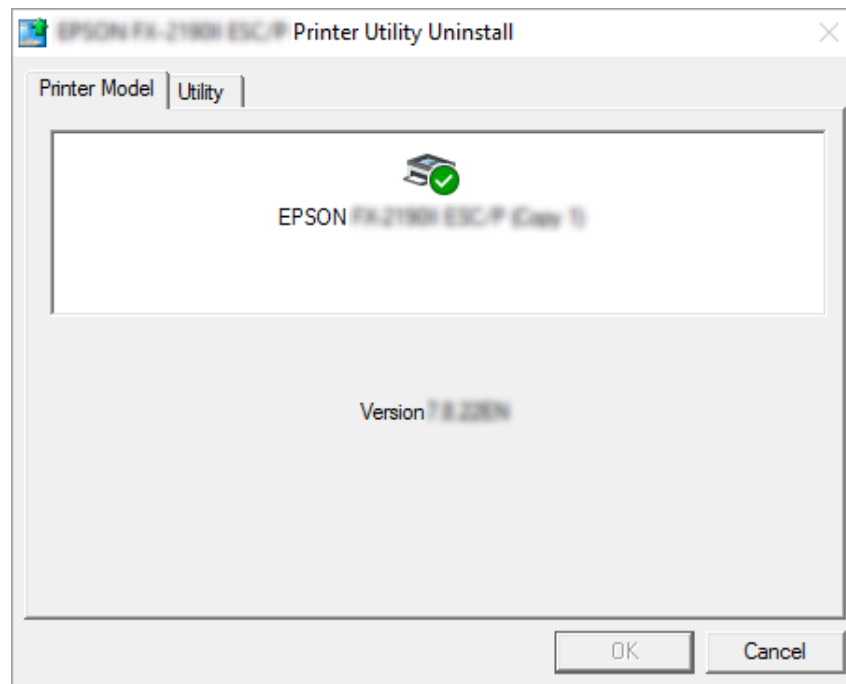 Printer Utility Uninstall
Printer Model
Utility
EPSON
Version
OK
Cancel